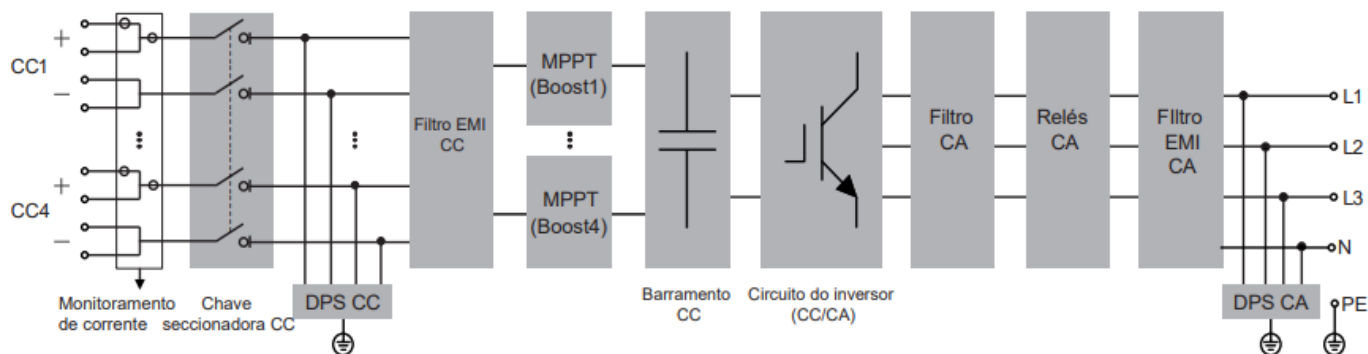 CC1
+
−
CC4
+
−
Monitoramento
de corrente
Chave
seccionadora CC
DPS CC
Filtro EMI
CC
MPPT
(Boost1)
MPPT
(Boost4)
Barramento
CC
Circuito do inversor
(CC/CA)
Filtro
CA
Relés
CA
FIltro
EMI
CA
L1
L2
L3
N
DPS CA
PE